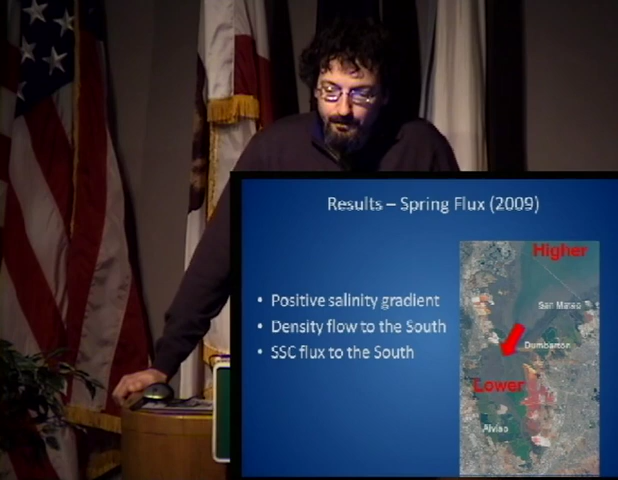 Results – Spring Flux (2009)
Higher
San Mateo
• Positive salinity gradient
• Density flow to the South
Dumbarton
• SSC flux to the South
Lower
Alviso